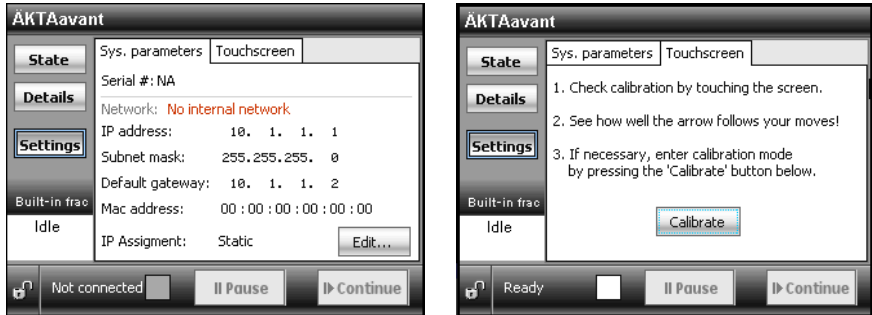 ÄKTAavant
State
Details
Settings
Built-in frac
Idle
Sys. parameters
Touchscreen
Serial #: NA
Network: No internal network
IP address: 10. 1. 1. 1
Subnet mask: 255.255.255. 0
Default gateway: 10. 1. 1. 2
Mac address: 00:00:00:00:00:00
IP Assigment: Static
Edit...
Not connected
Pause
Continue
ÄKTAavant
State
Details
Settings
Built-in frac
Idle
Sys. parameters
Touchscreen
1. Check calibration by touching the screen.
2. See how well the arrow follows your moves!
3. If necessary, enter calibration mode
by pressing the 'Calibrate' button below.
Calibrate
Ready
Pause
Continue